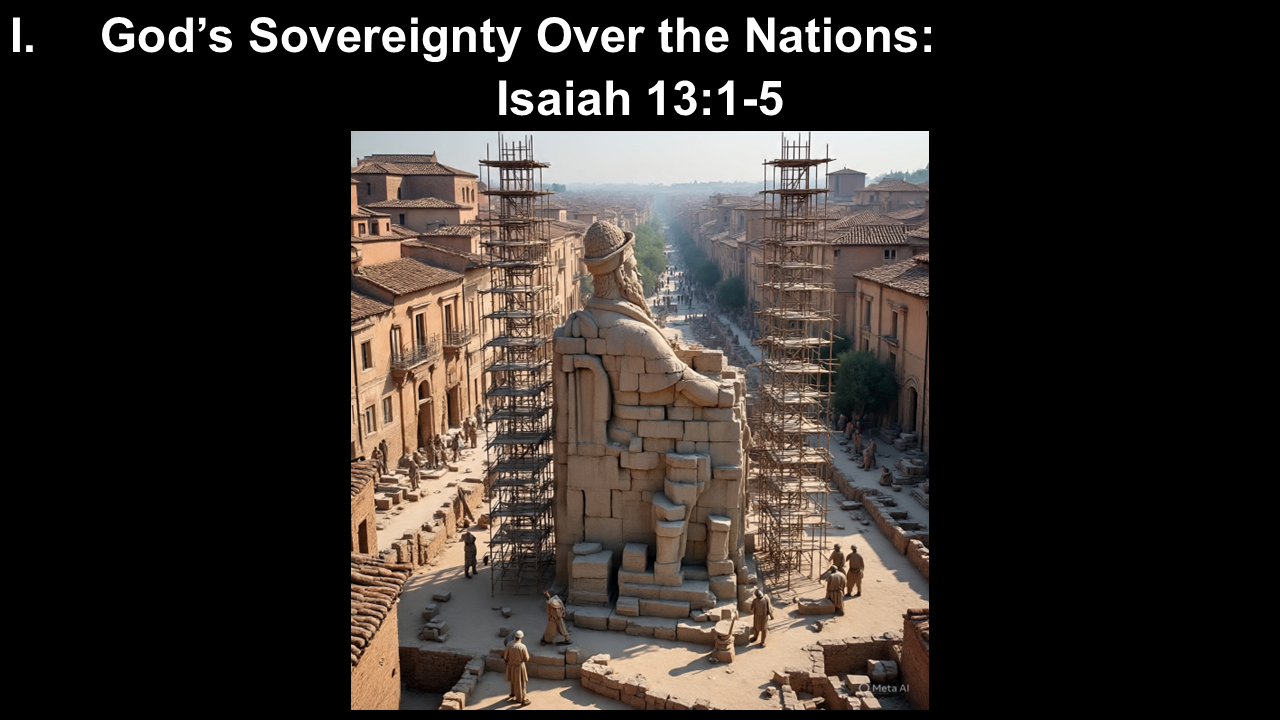 I. God’s Sovereignty Over the Nations:
Isaiah 13:1-5
Meta AI